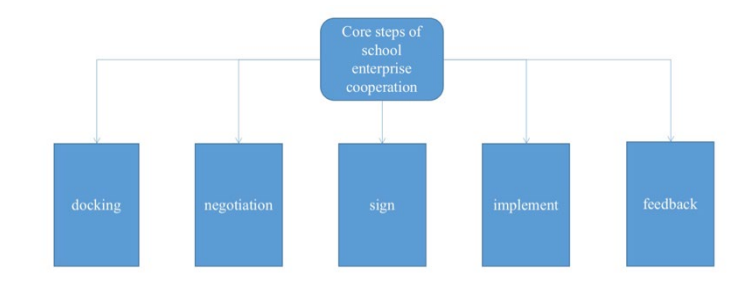 Core steps of
school
enterprise
cooperation
docking
negotiation
sign
implement
feedback